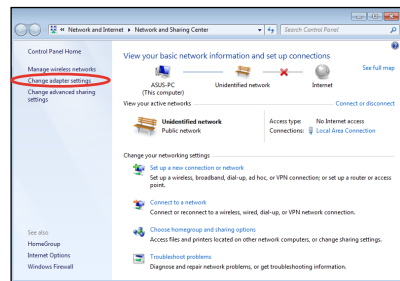 « Network and Internet ▸ Network and Sharing Center
Search Control Panel
Control Panel Home
Manage wireless networks
Change adapter settings
Change advanced sharing
settings
See also
HomeGroup
Internet Options
Windows Firewall
View your basic network information and set up connections
See full map
ASUS-PC
(This computer)
Unidentified network
Internet
View your active networks
Connect or disconnect
Unidentified network
Public network
Access type: No Internet access
Connections: Local Area Connection
Change your networking settings
Set up a new connection or network
Set up a wireless, broadband, dial-up, ad hoc, or VPN connection; or set up a router or access
point.
Connect to a network
Connect or reconnect to a wireless, wired, dial-up, or VPN network connection.
Choose homegroup and sharing options
Access files and printers located on other network computers, or change sharing settings.
Troubleshoot problems
Diagnose and repair network problems, or get troubleshooting information.